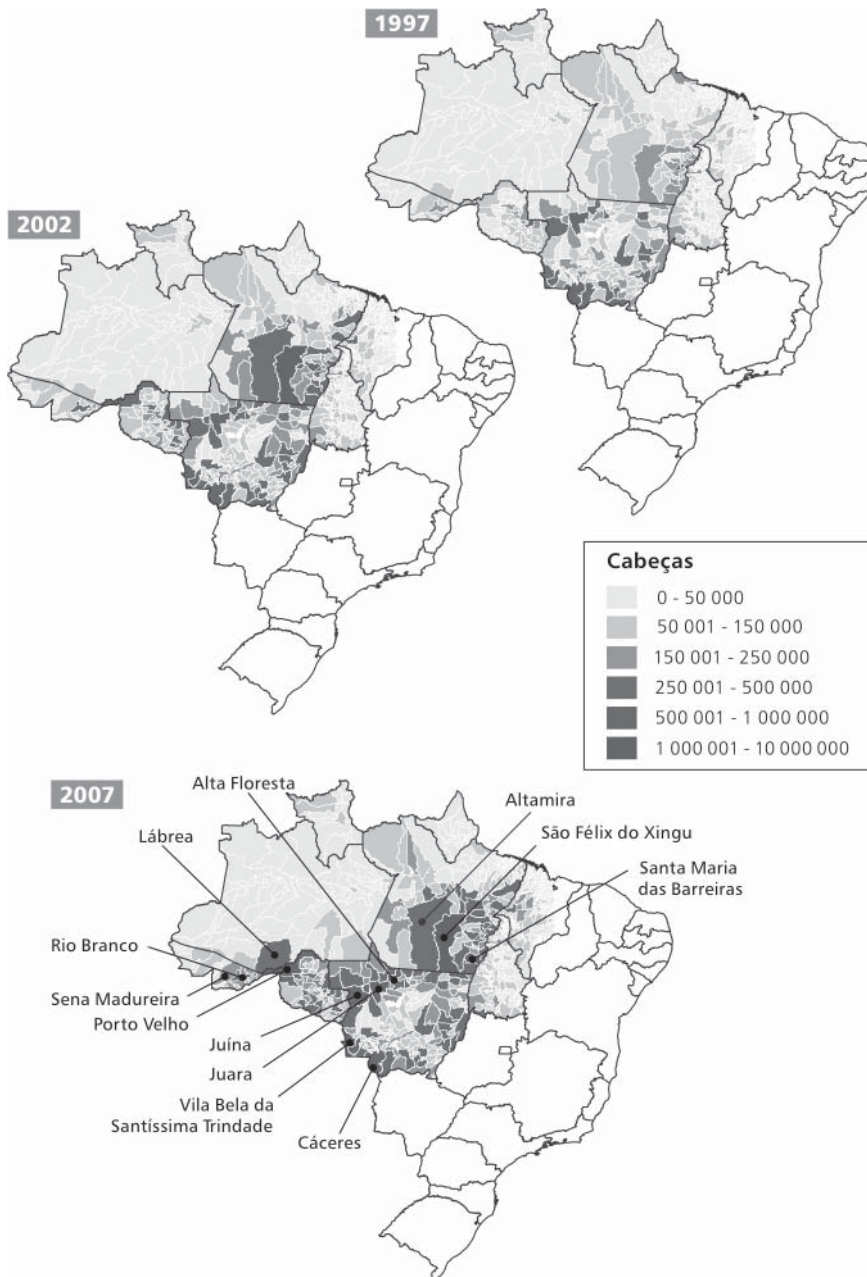 1997
2002
Cabeças
0 - 50 000
50 001 - 150 000
150 001 - 250 000
250 001 - 500 000
500 001 - 1 000 000
1 000 001 - 10 000 000
2007
Alta Floresta
Altamira
São Félix do Xingu
Lábrea
Santa Maria
das Barreiras
Rio Branco
Sena Madureira
Porto Velho
Juína
Juara
Vila Bela da
Santíssima Trindade
Cáceres